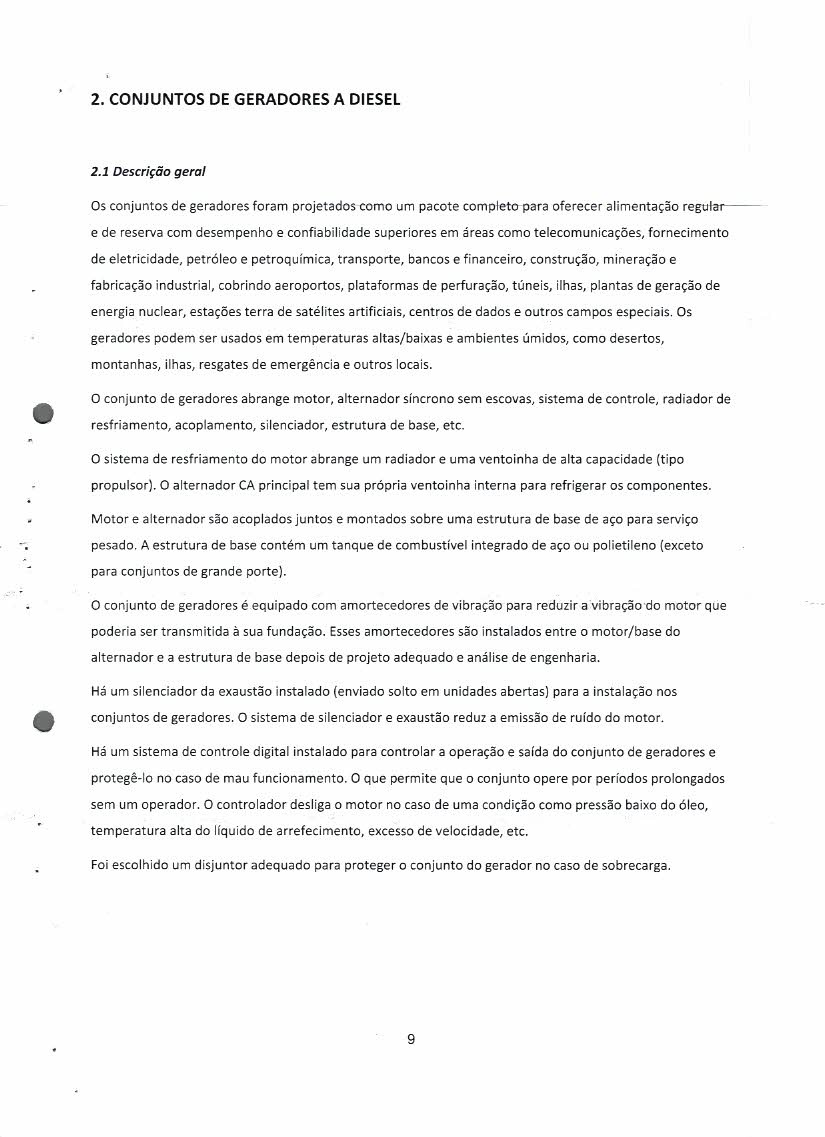 2. CONJUNTOS DE GERADORES A DIESEL
2.1 Descrição geral
Os conjuntos de geradores foram projetados como um pacote completo para oferecer alimentação regular
e de reserva com desempenho e confiabilidade superiores em áreas como telecomunicações, fornecimento
de eletricidade, petróleo e petroquímica, transporte, bancos e financeiro, construção, mineração e
fabricação industrial, cobrindo aeroportos, plataformas de perfuração, túneis, ilhas, plantas de geração de
energia nuclear, estações terra de satélites artificiais, centros de dados e outros campos especiais. Os
geradores podem ser usados em temperaturas altas/baixas e ambientes úmidos, como desertos,
montanhas, ilhas, resgates de emergência e outros locais.
O conjunto de geradores abrange motor, alternador síncrono sem escovas, sistema de controle, radiador de
resfriamento, acoplamento, silenciador, estrutura de base, etc.
O sistema de resfriamento do motor abrange um radiador e uma ventoinha de alta capacidade (tipo
propulsor). O alternador CA principal tem sua própria ventoinha interna para refrigerar os componentes.
Motor e alternador são acoplados juntos e montados sobre uma estrutura de base de aço para serviço
pesado. A estrutura de base contém um tanque de combustível integrado de aço ou polietileno (exceto
para conjuntos de grande porte).
O conjunto de geradores é equipado com amortecedores de vibração para reduzir a vibração do motor que
poderia ser transmitida à sua fundação. Esses amortecedores são instalados entre o motor/base do
alternador e a estrutura de base depois de projeto adequado e análise de engenharia.
Há um silenciador da exaustão instalado (enviado solto em unidades abertas) para a instalação nos
conjuntos de geradores. O sistema de silenciador e exaustão reduz a emissão de ruído do motor.
Há um sistema de controle digital instalado para controlar a operação e saída do conjunto de geradores e
protegê-lo no caso de mau funcionamento. O que permite que o conjunto opere por períodos prolongados
sem um operador. O controlador desliga o motor no caso de uma condição como pressão baixo do óleo,
temperatura alta do líquido de arrefecimento, excesso de velocidade, etc.
Foi escolhido um disjuntor adequado para proteger o conjunto do gerador no caso de sobrecarga.
9